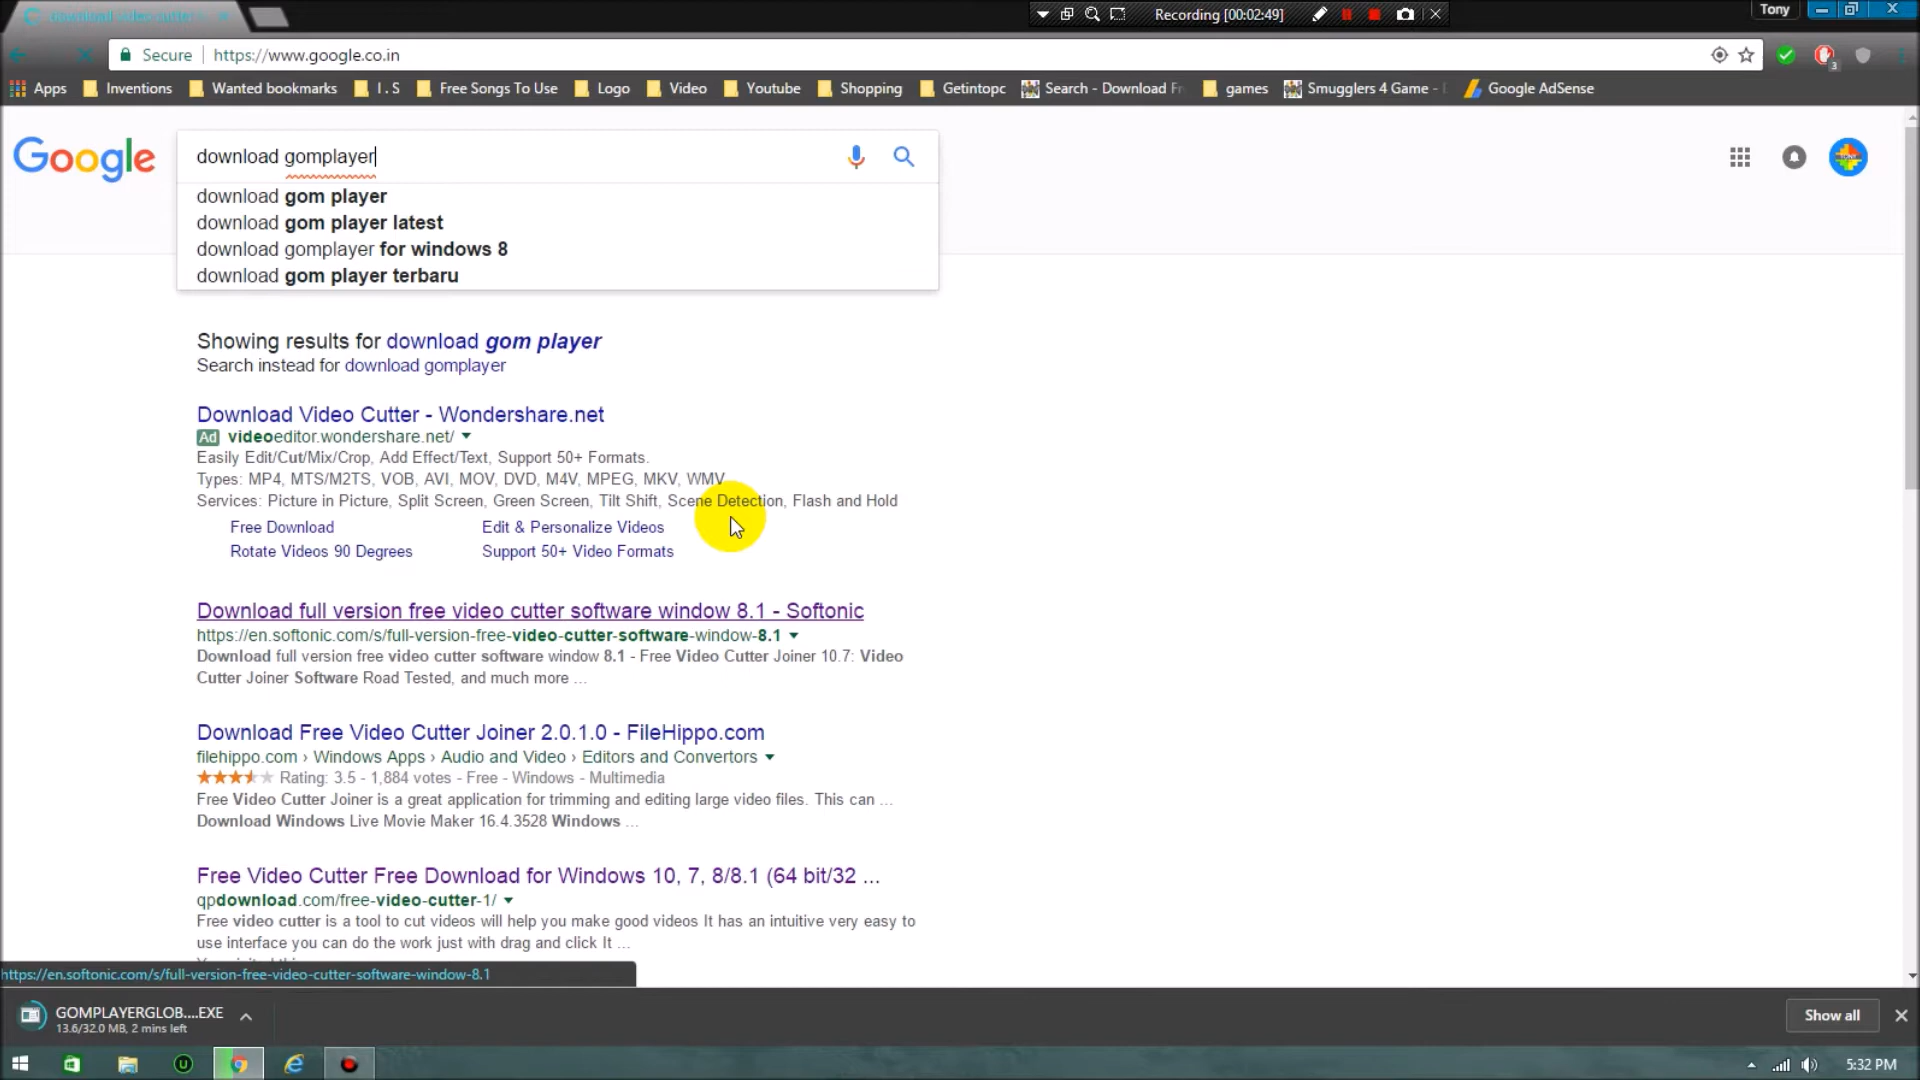 Recording [00:02:49]
Tony
Secure
https://www.google.co.in
3
Apps
Inventions
Wanted bookmarks
I . S
Free Songs To Use
Logo
Video
Youtube
Shopping
Getintopc
Search - Download Fr
games
Smugglers 4 Game -
Google AdSense
Google
download gomplayer
download gom player
download gom player latest
download gomplayer for windows 8
download gom player terbaru
Showing results for download gom player
Search instead for download gomplayer
Download Video Cutter - Wondershare.net
Ad videoeditor.wondershare.net/
Easily Edit/Cut/Mix/Crop, Add Effect/Text, Support 50+ Formats.
Types: MP4, MTS/M2TS, VOB, AVI, MOV, DVD, M4V, MPEG, MKV, WMV
Services: Picture in Picture, Split Screen, Green Screen, Tilt Shift, Scene Detection, Flash and Hold
Free Download Edit & Personalize Videos
Rotate Videos 90 Degrees Support 50+ Video Formats
Download full version free video cutter software window 8.1 - Softonic
https://en.softonic.com/s/full-version-free-video-cutter-software-window-8.1
Download full version free video cutter software window 8.1 - Free Video Cutter Joiner 10.7: Video
Cutter Joiner Software Road Tested, and much more ...
Download Free Video Cutter Joiner 2.0.1.0 - FileHippo.com
filehippo.com › Windows Apps › Audio and Video › Editors and Convertors
Rating: 3.5 - 1,884 votes - Free - Windows - Multimedia
Free Video Cutter Joiner is a great application for trimming and editing large video files. This can ...
Download Windows Live Movie Maker 16.4.3528 Windows ...
Free Video Cutter Free Download for Windows 10, 7, 8/8.1 (64 bit/32 ...
qpdownload.com/free-video-cutter-1/
Free video cutter is a tool to cut videos will help you make good videos It has an intuitive very easy to
use interface you can do the work just with drag and click It ...
https://en.softonic.com/s/full-version-free-video-cutter-software-window-8.1
GOMPLAYERGLOB....EXE
13.6/32.0 MB, 2 mins left
Show all
5:32 PM